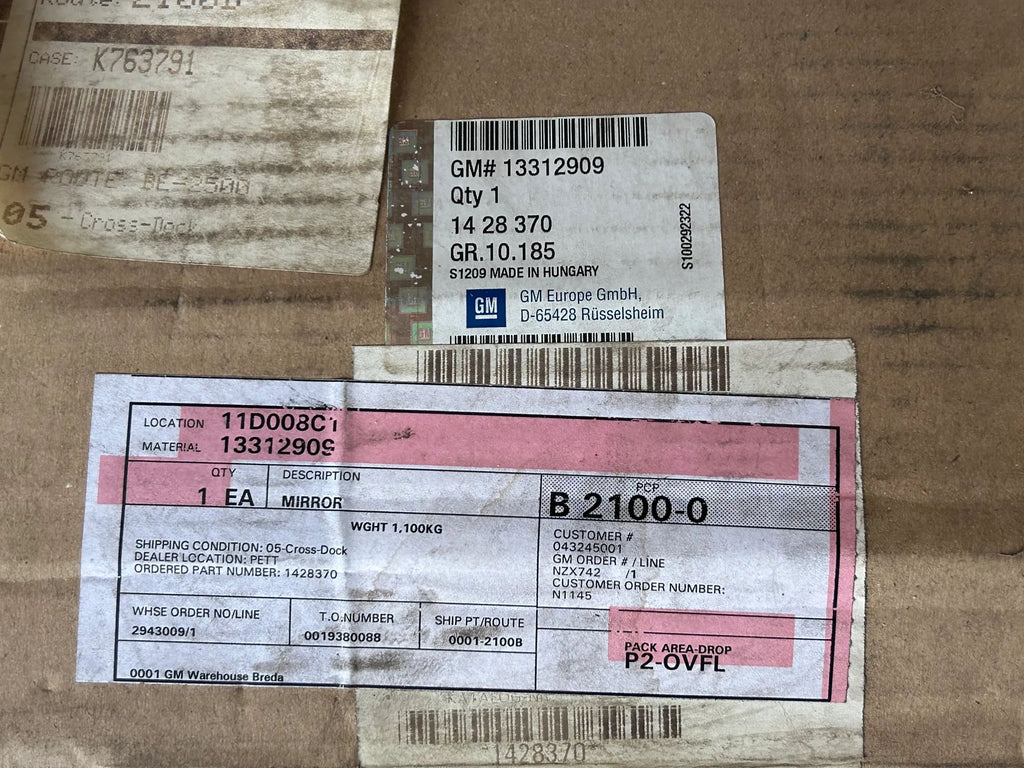 Route: 2100B
CASE: K763791
K763791
GM ROUTE BE-2500
05 - Cross-Dock
GM# 13312909
Qty 1
14 28 370
GR.10.185
S1209 MADE IN HUNGARY
S100292322
GM
GM Europe GmbH,
D-65428 Rüsselsheim
LOCATION 11D008C1
MATERIAL 13312909
QTY
1 EA
DESCRIPTION
MIRROR
PCP
B 2100-0
WGHT 1,100KG
SHIPPING CONDITION: 05-Cross-Dock
DEALER LOCATION: PETT
ORDERED PART NUMBER: 1428370
CUSTOMER #
043245001
GM ORDER # / LINE
NZX742 /1
CUSTOMER ORDER NUMBER:
N1145
WHSE ORDER NO/LINE
2943009/1
T.O.NUMBER
0019380088
SHIP PT/ROUTE
0001-2100B
PACK AREA-DROP
P2-OVFL
0001 GM Warehouse Breda
1428370